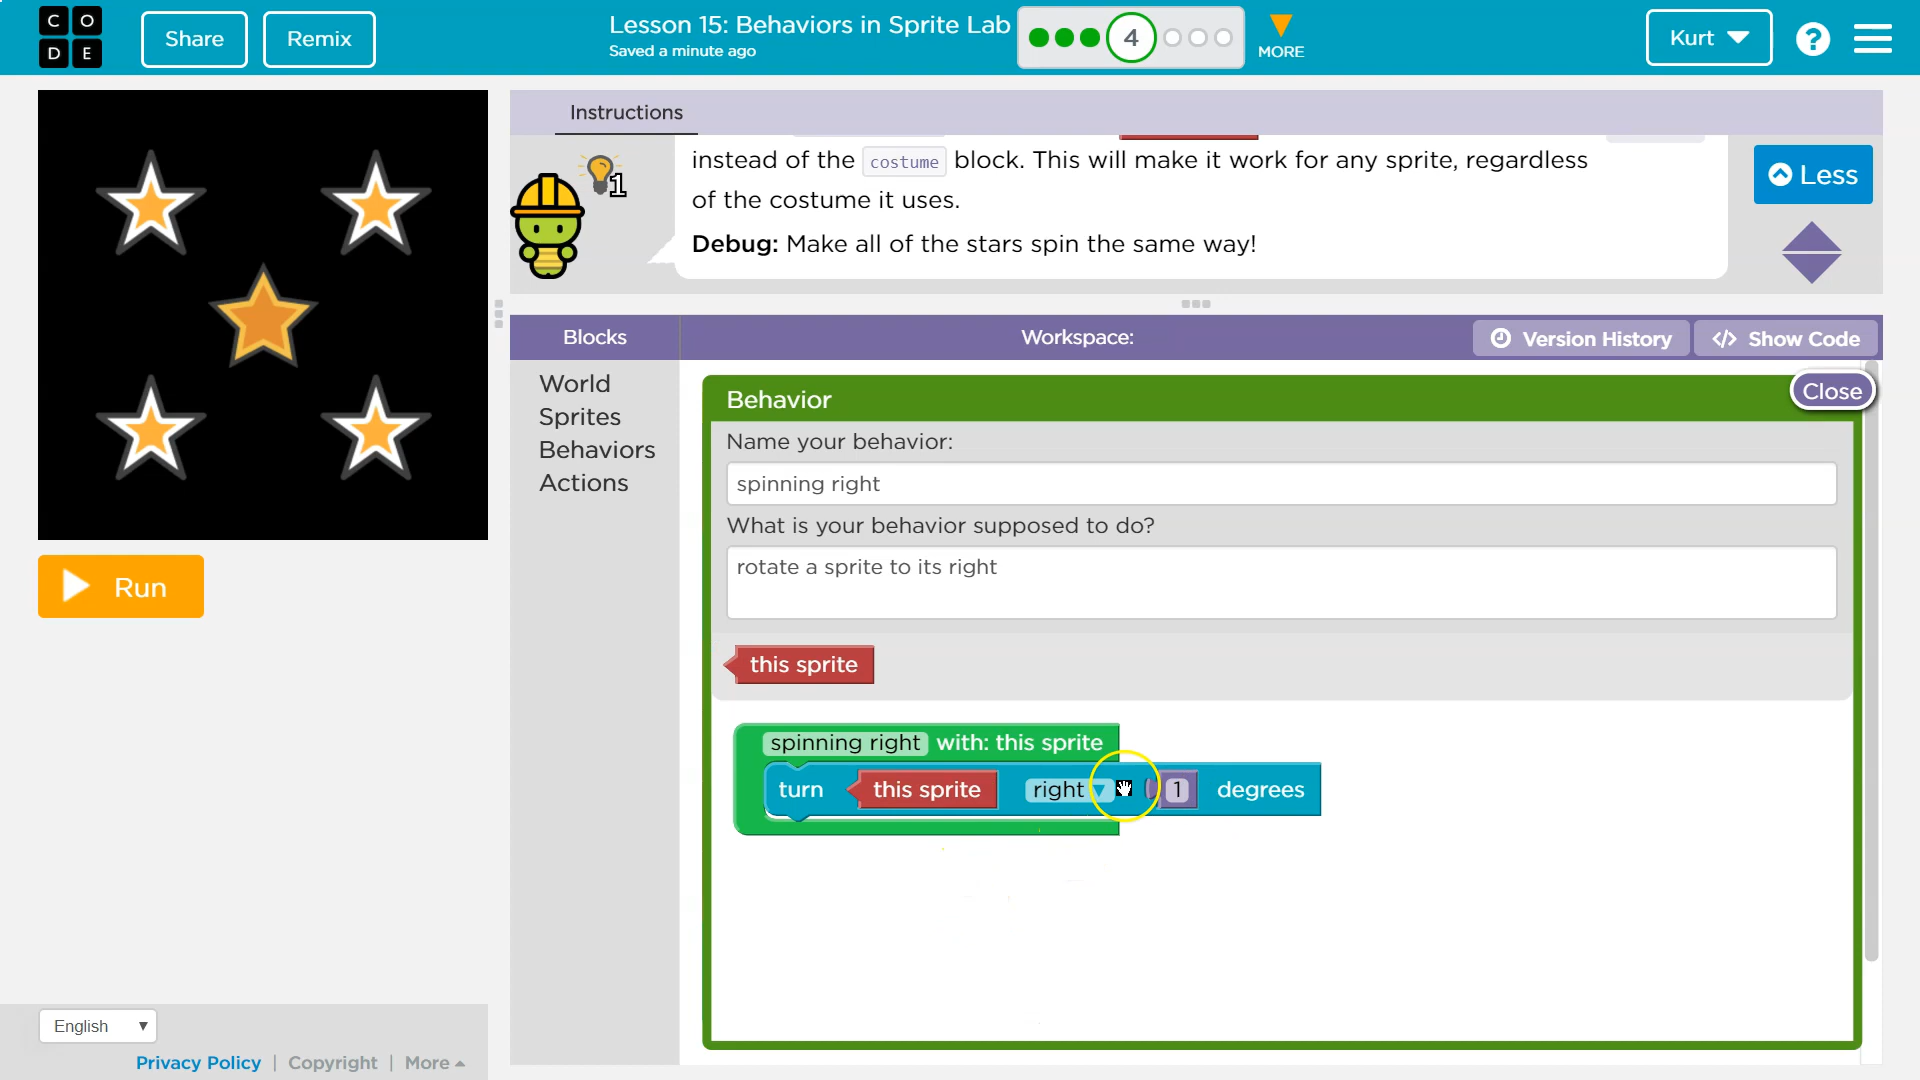 C O
D E
Share
Remix
Lesson 15: Behaviors in Sprite Lab
Saved a minute ago
4
MORE
Kurt
?
Instructions
1
instead of the costume block. This will make it work for any sprite, regardless
of the costume it uses.
Debug: Make all of the stars spin the same way!
Less
Blocks
Workspace:
Version History
</> Show Code
World
Sprites
Behaviors
Actions
Behavior
Close
Name your behavior:
spinning right
What is your behavior supposed to do?
rotate a sprite to its right
this sprite
spinning right with: this sprite
turn this sprite right 1 degrees
Run
English
Privacy Policy | Copyright | More